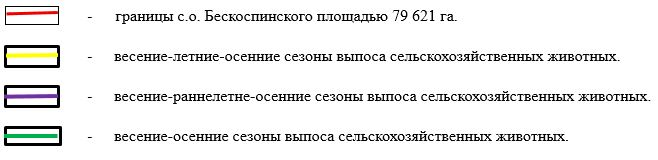 - границы с.о. Бескоспинского площадью 79 621 га.
- весение-летние-осенние сезоны выпоса сельскохозяйственных животных.
- весение-раннелетне-осенние сезоны выпоса сельскохозяйственных животных.
- весение-осенние сезоны выпоса сельскохозяйственных животных.